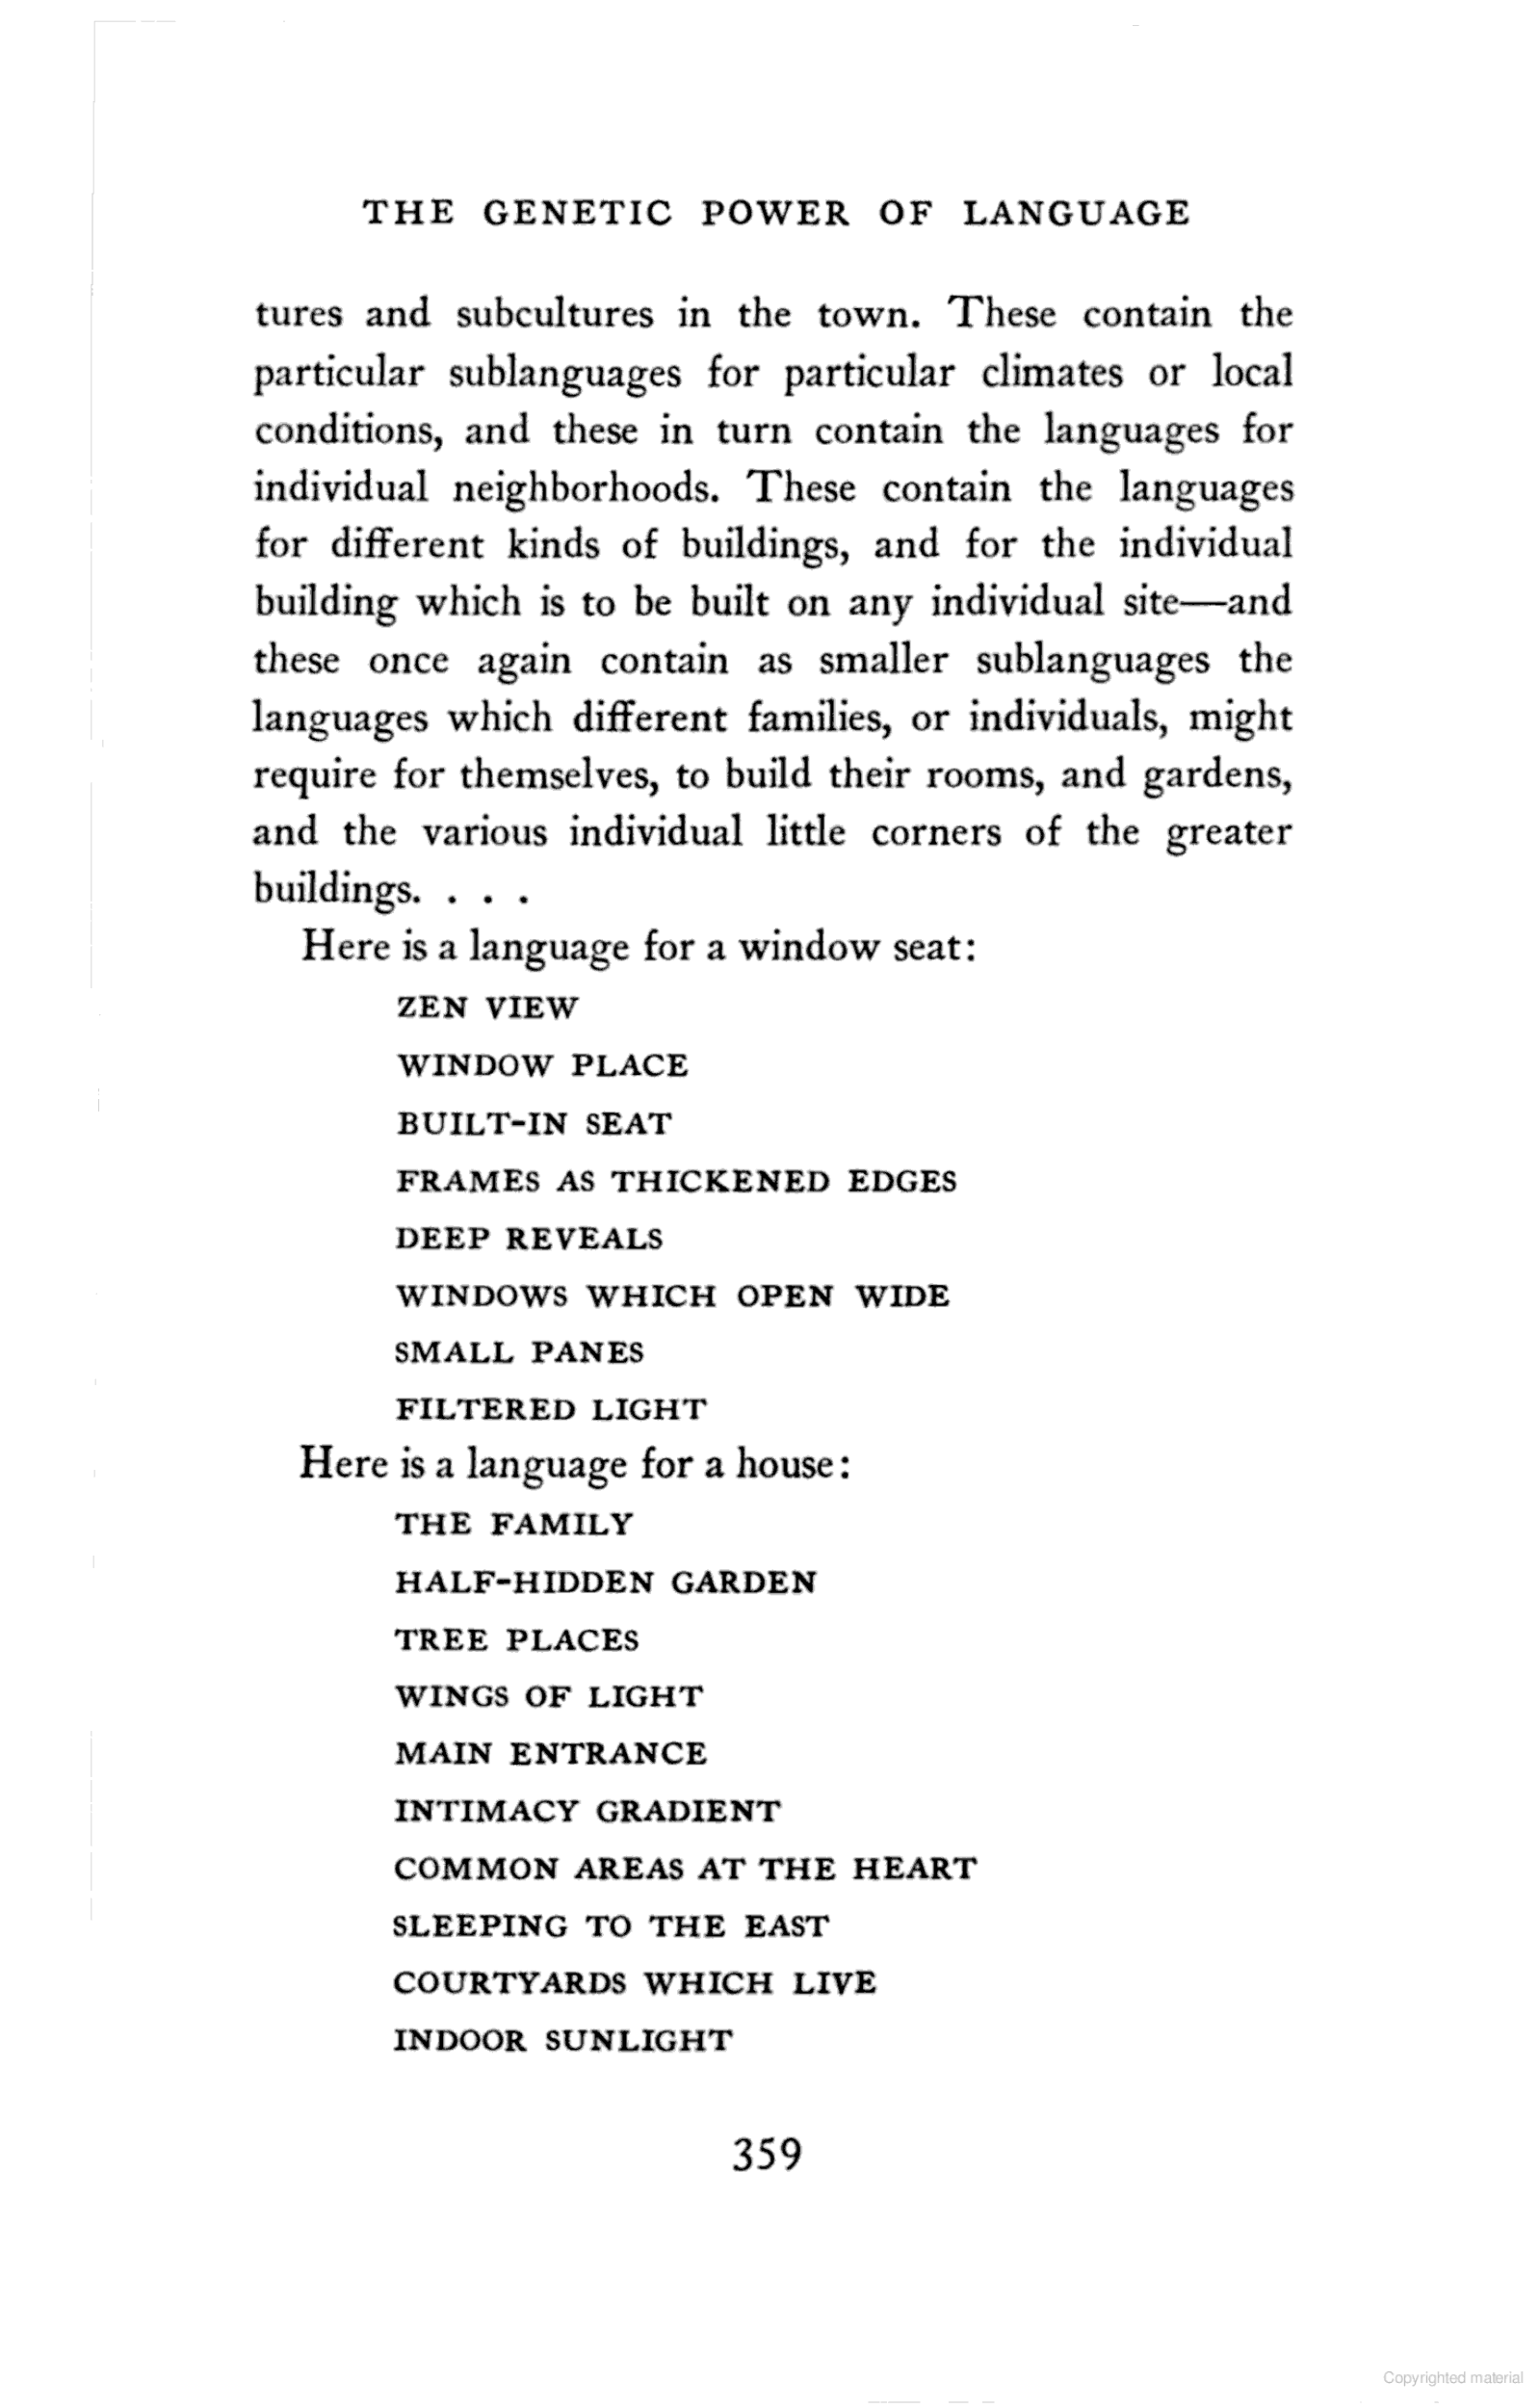 THE GENETIC POWER OF LANGUAGE
tures and subcultures in the town. These contain the
particular sublanguages for particular climates or local
conditions, and these in turn contain the languages for
individual neighborhoods. These contain the languages
for different kinds of buildings, and for the individual
building which is to be built on any individual site—and
these once again contain as smaller sublanguages the
languages which different families, or individuals, might
require for themselves, to build their rooms, and gardens,
and the various individual little corners of the greater
buildings. . . .
Here is a language for a window seat:
ZEN VIEW
WINDOW PLACE
BUILT-IN SEAT
FRAMES AS THICKENED EDGES
DEEP REVEALS
WINDOWS WHICH OPEN WIDE
SMALL PANES
FILTERED LIGHT
Here is a language for a house:
THE FAMILY
HALF-HIDDEN GARDEN
TREE PLACES
WINGS OF LIGHT
MAIN ENTRANCE
INTIMACY GRADIENT
COMMON AREAS AT THE HEART
SLEEPING TO THE EAST
COURTYARDS WHICH LIVE
INDOOR SUNLIGHT
359
Copyrighted material